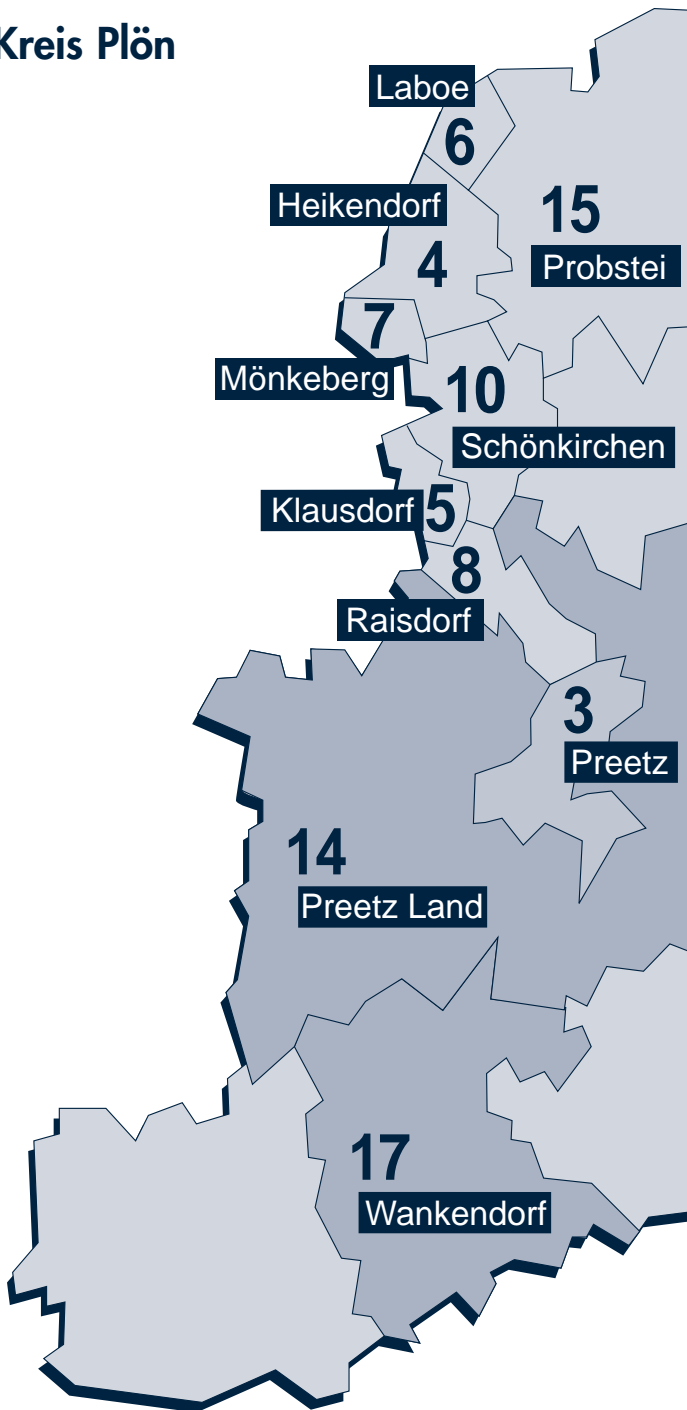 Kreis Plön
Laboe
6
Heikendorf
15
4
Probstei
7
Mönkeberg
10
Schönkirchen
Klausdorf
5
8
Raisdorf
3
Preetz
14
Preetz Land
17
Wankendorf